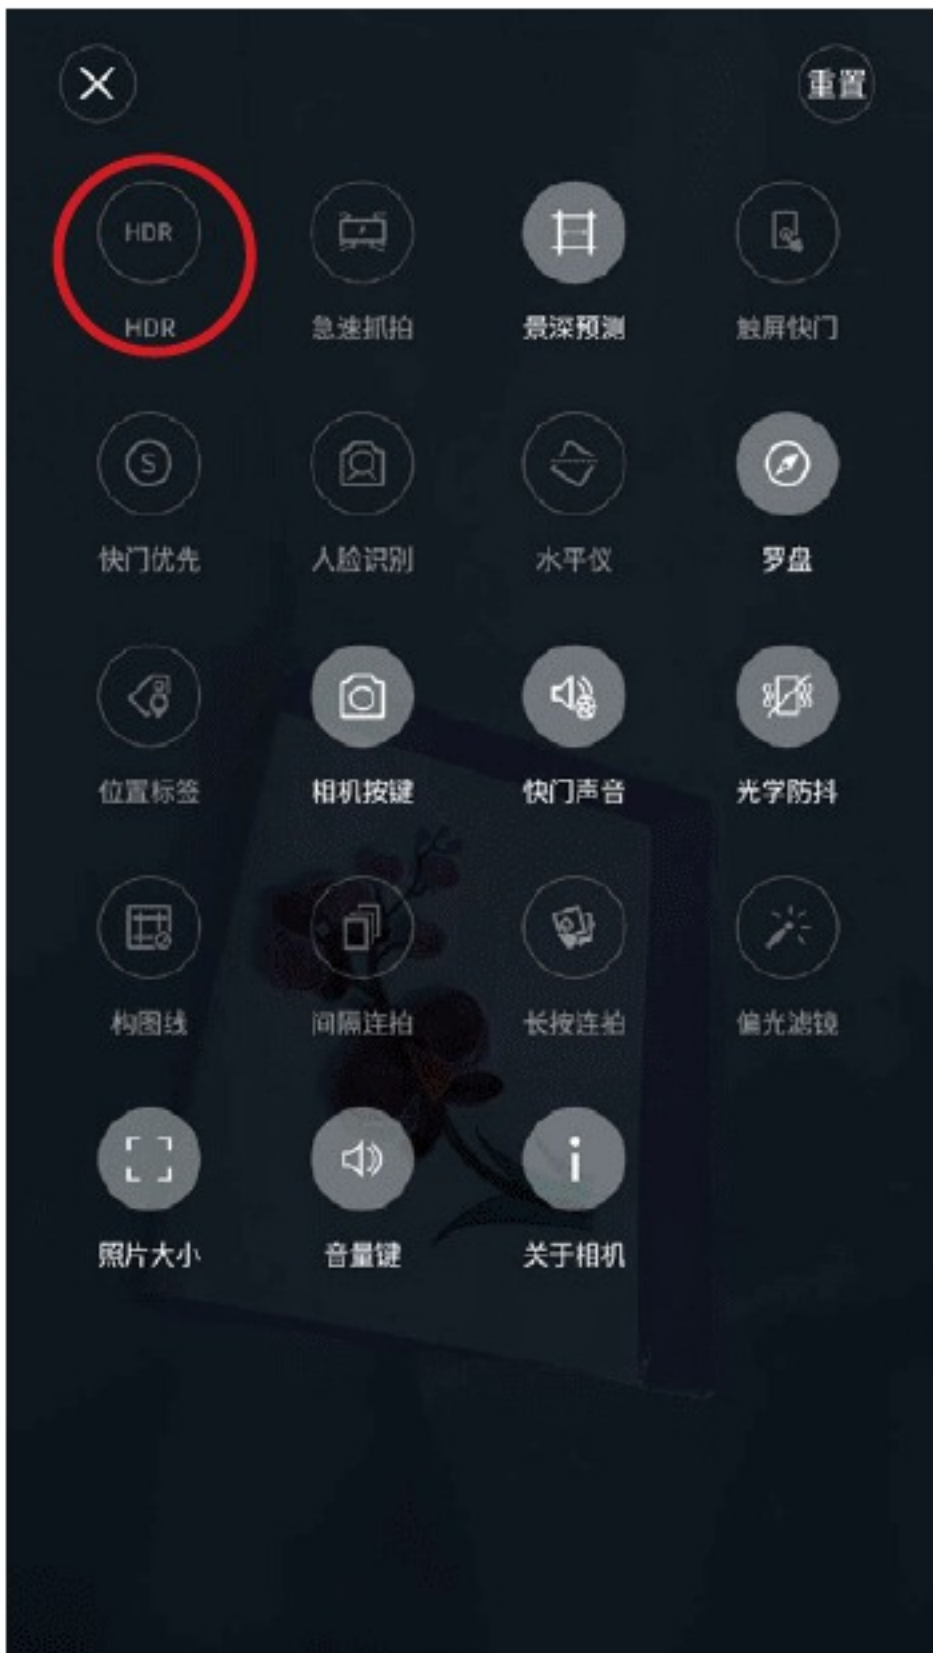 重置
HDR
HDR 急速抓拍 景深预测 触屏快门
S
快门优先 人脸识别 水平仪 罗盘
位置标签 相机按键 快门声音 光学防抖
构图线 间隔连拍 长按连拍 偏光滤镜
照片大小 音量键 关于相机